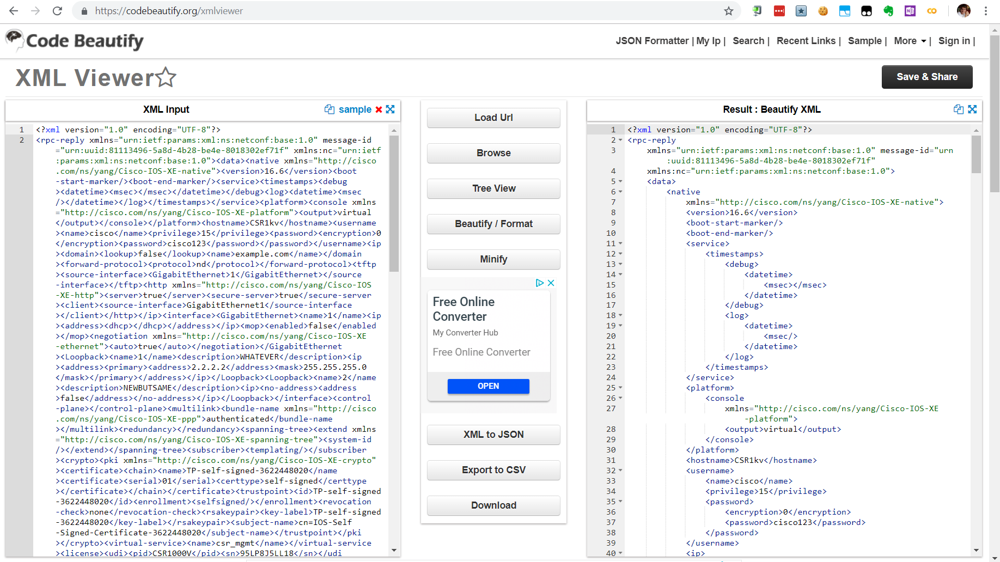 https://codebeautify.org/xmlviewer
Code Beautify
JSON Formatter | My Ip | Search | Recent Links | Sample | More | Sign in |
XML Viewer
Save & Share
XML Input
sample
1 <?xml version="1.0" encoding="UTF-8"?>
2 <rpc-reply xmlns="urn:ietf:params:xml:ns:netconf:base:1.0" message-id
="urn:uuid:81113496-5a8d-4b28-be4e-8018302ef71f" xmlns:nc="urn:ietf
:params:xml:ns:netconf:base:1.0"><data><native xmlns="http://cisco
.com/ns/yang/Cisco-IOS-XE-native"><version>16.6</version><boot
-start-marker/><boot-end-marker/><service><timestamps><debug
><datetime><msec></msec></datetime></debug><log><datetime><msec
/></datetime></log></timestamps></service><platform><console xmlns
="http://cisco.com/ns/yang/Cisco-IOS-XE-platform"><output>virtual
</output></console></platform><hostname>CSR1kv</hostname><username
><name>cisco</name><privilege>15</privilege><password><encryption>0
</encryption><password>cisco123</password></password></username><ip
><domain><lookup>false</lookup><name>example.com</name></domain
><forward-protocol><protocol>nd</protocol></forward-protocol><tftp
><source-interface><GigabitEthernet>1</GigabitEthernet></source
-interface></tftp><http xmlns="http://cisco.com/ns/yang/Cisco-IOS
-XE-http"><server>true</server><secure-server>true</secure-server
><client><source-interface>GigabitEthernet1</source-interface
></client></http></ip><interface><GigabitEthernet><name>1</name><ip
><address><dhcp></dhcp></address></ip><mop><enabled>false</enabled
></mop><negotiation xmlns="http://cisco.com/ns/yang/Cisco-IOS-XE
-ethernet"><auto>true</auto></negotiation></GigabitEthernet
><Loopback><name>1</name><description>WHATEVER</description><ip
><address><primary><address>2.2.2.2</address><mask>255.255.255.0
</mask></primary></address></ip></Loopback><Loopback><name>2</name
><description>NEWBUTSAME</description><ip><no-address><address
>false</address></no-address></ip></Loopback></interface><control
-plane></control-plane><multilink><bundle-name xmlns="http://cisco
.com/ns/yang/Cisco-IOS-XE-ppp">authenticated</bundle-name
></multilink><redundancy></redundancy><spanning-tree><extend xmlns
="http://cisco.com/ns/yang/Cisco-IOS-XE-spanning-tree"><system-id
/></extend></spanning-tree><subscriber><templating/></subscriber
><crypto><pki xmlns="http://cisco.com/ns/yang/Cisco-IOS-XE-crypto"
><certificate><chain><name>TP-self-signed-3622448020</name
><certificate><serial>01</serial><certtype>self-signed</certtype
></certificate></chain></certificate><trustpoint><id>TP-self-signed
-3622448020</id><enrollment><selfsigned/></enrollment><revocation
-check>none</revocation-check><rsakeypair><key-label>TP-self-signed
-3622448020</key-label></rsakeypair><subject-name>cn=IOS-Self
-Signed-Certificate-3622448020</subject-name></trustpoint></pki
></crypto><virtual-service><name>csr_mgmt</name></virtual-service
><license><udi><pid>CSR1000V</pid><sn>95LP8J5LL18</sn></udi
Load Url
Browse
Tree View
Beautify / Format
Minify
Free Online
Converter
My Converter Hub
Free Online Converter
OPEN
XML to JSON
Export to CSV
Download
Result : Beautify XML
1 <?xml version="1.0" encoding="UTF-8"?>
2 <rpc-reply
3 xmlns="urn:ietf:params:xml:ns:netconf:base:1.0" message-id="urn
:uuid:81113496-5a8d-4b28-be4e-8018302ef71f"
4 xmlns:nc="urn:ietf:params:xml:ns:netconf:base:1.0">
5 <data>
6 <native
7 xmlns="http://cisco.com/ns/yang/Cisco-IOS-XE-native">
8 <version>16.6</version>
9 <boot-start-marker/>
10 <boot-end-marker/>
11 <service>
12 <timestamps>
13 <debug>
14 <datetime>
15 <msec></msec>
16 </datetime>
17 </debug>
18 <log>
19 <datetime>
20 <msec/>
21 </datetime>
22 </log>
23 </timestamps>
24 </service>
25 <platform>
26 <console
27 xmlns="http://cisco.com/ns/yang/Cisco-IOS-XE
-platform">
28 <output>virtual</output>
29 </console>
30 </platform>
31 <hostname>CSR1kv</hostname>
32 <username>
33 <name>cisco</name>
34 <privilege>15</privilege>
35 <password>
36 <encryption>0</encryption>
37 <password>cisco123</password>
38 </password>
39 </username>
40 <ip>